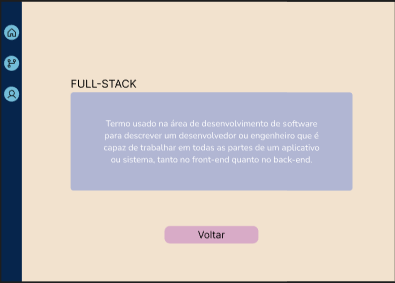 FULL-STACK
Termo usado na área de desenvolvimento de software
para descrever um desenvolvedor ou engenheiro que é
capaz de trabalhar em todas as partes de um aplicativo
ou sistema, tanto no front-end quanto no back-end.
Voltar